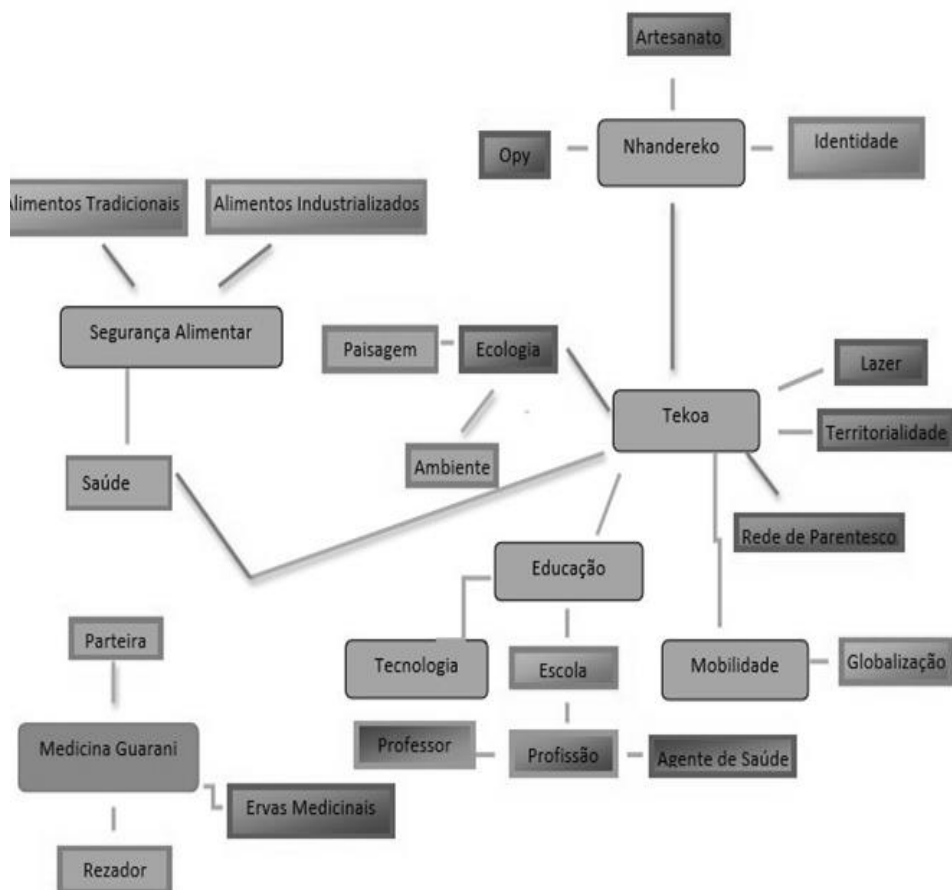 Artesanato
Opy
Nhandereko
Identidade
Alimentos Tradicionais
Alimentos Industrializados
Segurança Alimentar
Paisagem
Ecologia
Lazer
Tekoa
Territorialidade
Ambiente
Saúde
Rede de Parentesco
Educação
Parteira
Tecnologia
Escola
Mobilidade
Globalização
Medicina Guarani
Professor
Profissão
Agente de Saúde
Ervas Medicinais
Rezador